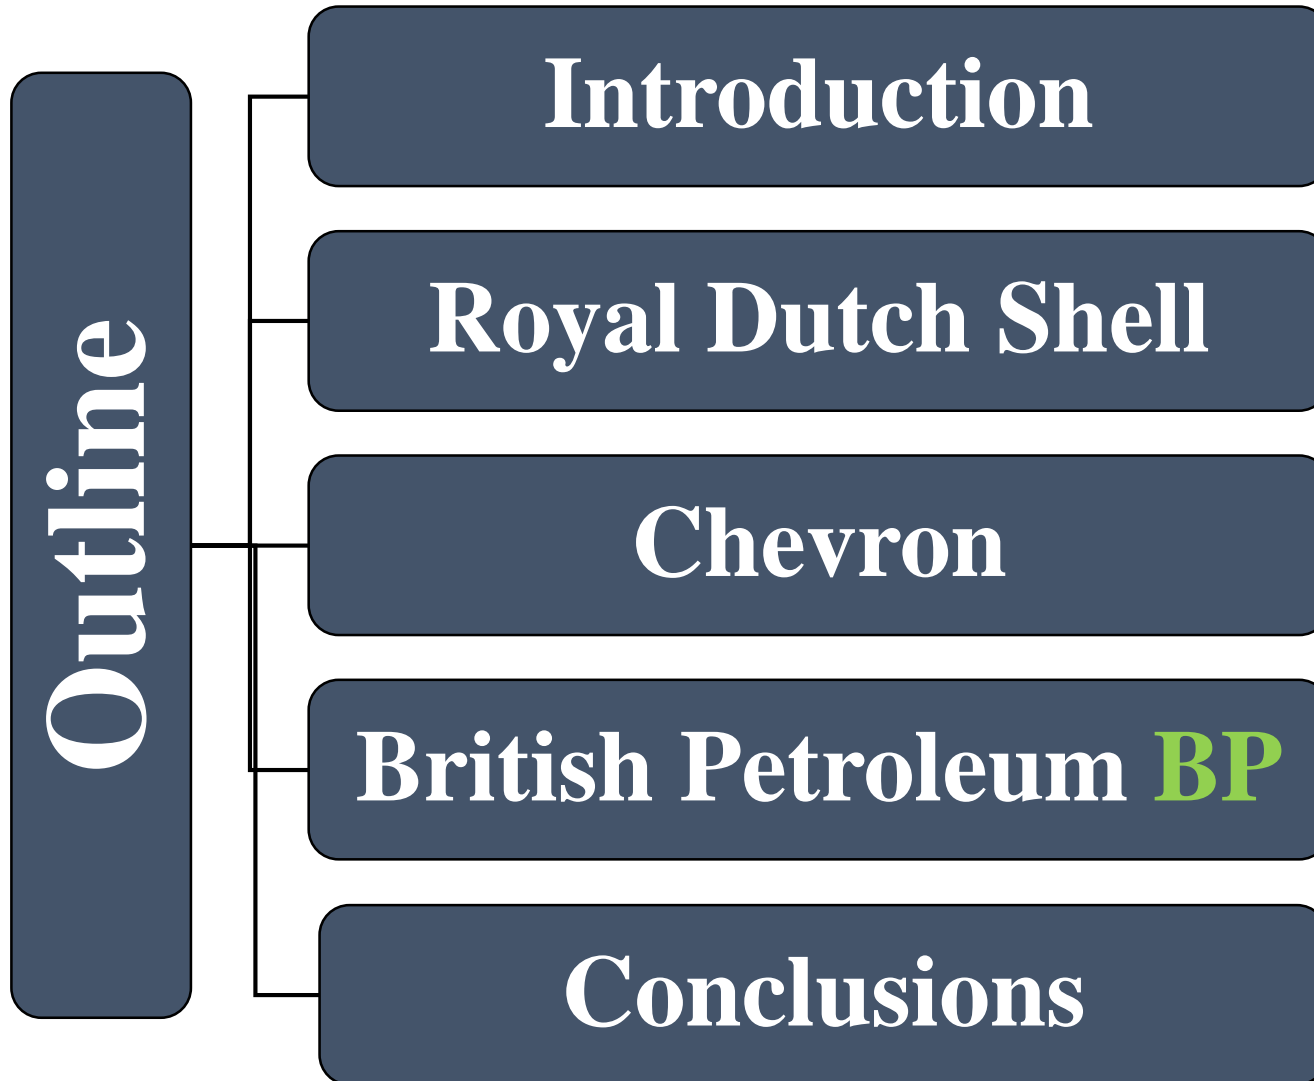 Outline
Introduction
Royal Dutch Shell
Chevron
British Petroleum BP
Conclusions